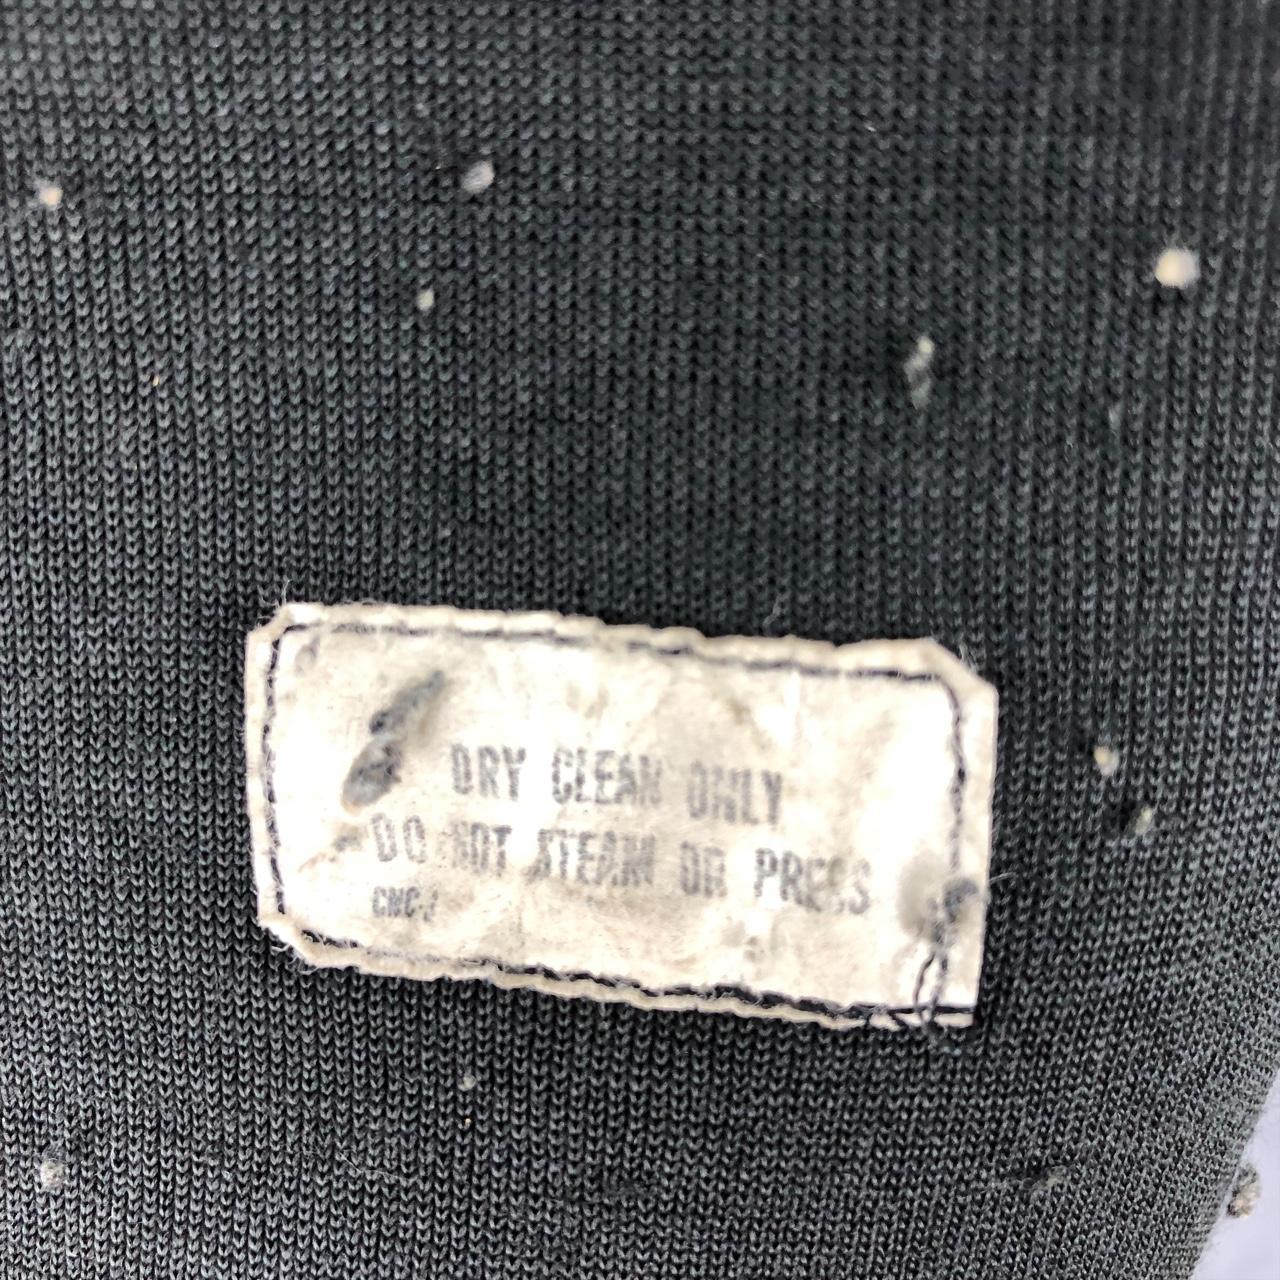 DRY CLEAN ONLY
DO NOT STEAM OR PRESS